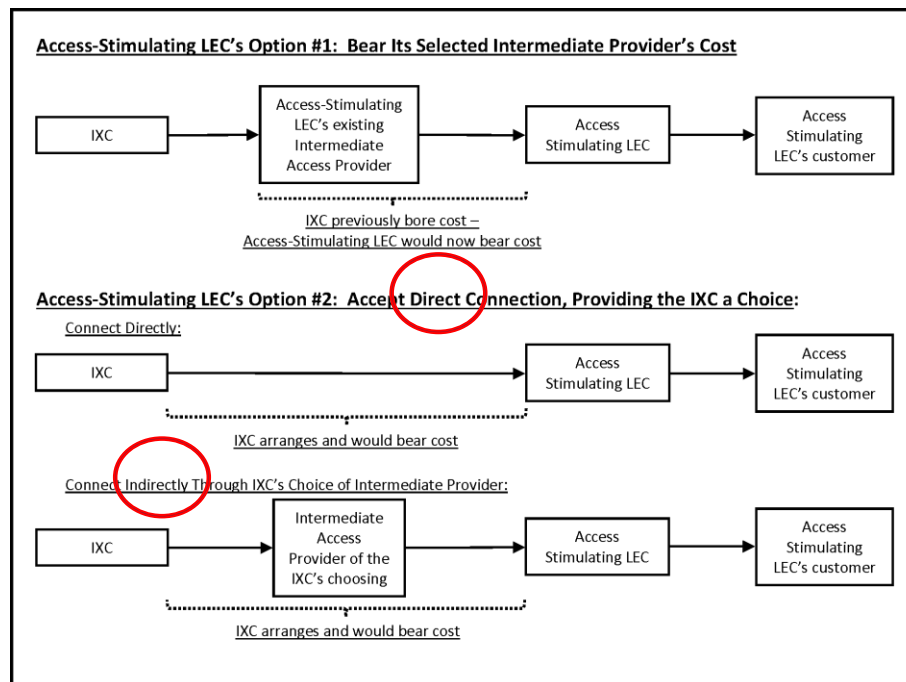 Access-Stimulating LEC's Option #1: Bear Its Selected Intermediate Provider's Cost
IXC
Access-Stimulating
LEC's existing
Intermediate
Access Provider
Access
Stimulating LEC
Access
Stimulating
LEC's customer
IXC previously bore cost –
Access-Stimulating LEC would now bear cost
Access-Stimulating LEC's Option #2: Accept Direct Connection, Providing the IXC a Choice:
Connect Directly:
IXC
Access
Stimulating LEC
Access
Stimulating
LEC's customer
IXC arranges and would bear cost
Connect Indirectly Through IXC's Choice of Intermediate Provider:
IXC
Intermediate
Access
Provider of the
IXC's choosing
Access
Stimulating LEC
Access
Stimulating
LEC's customer
IXC arranges and would bear cost